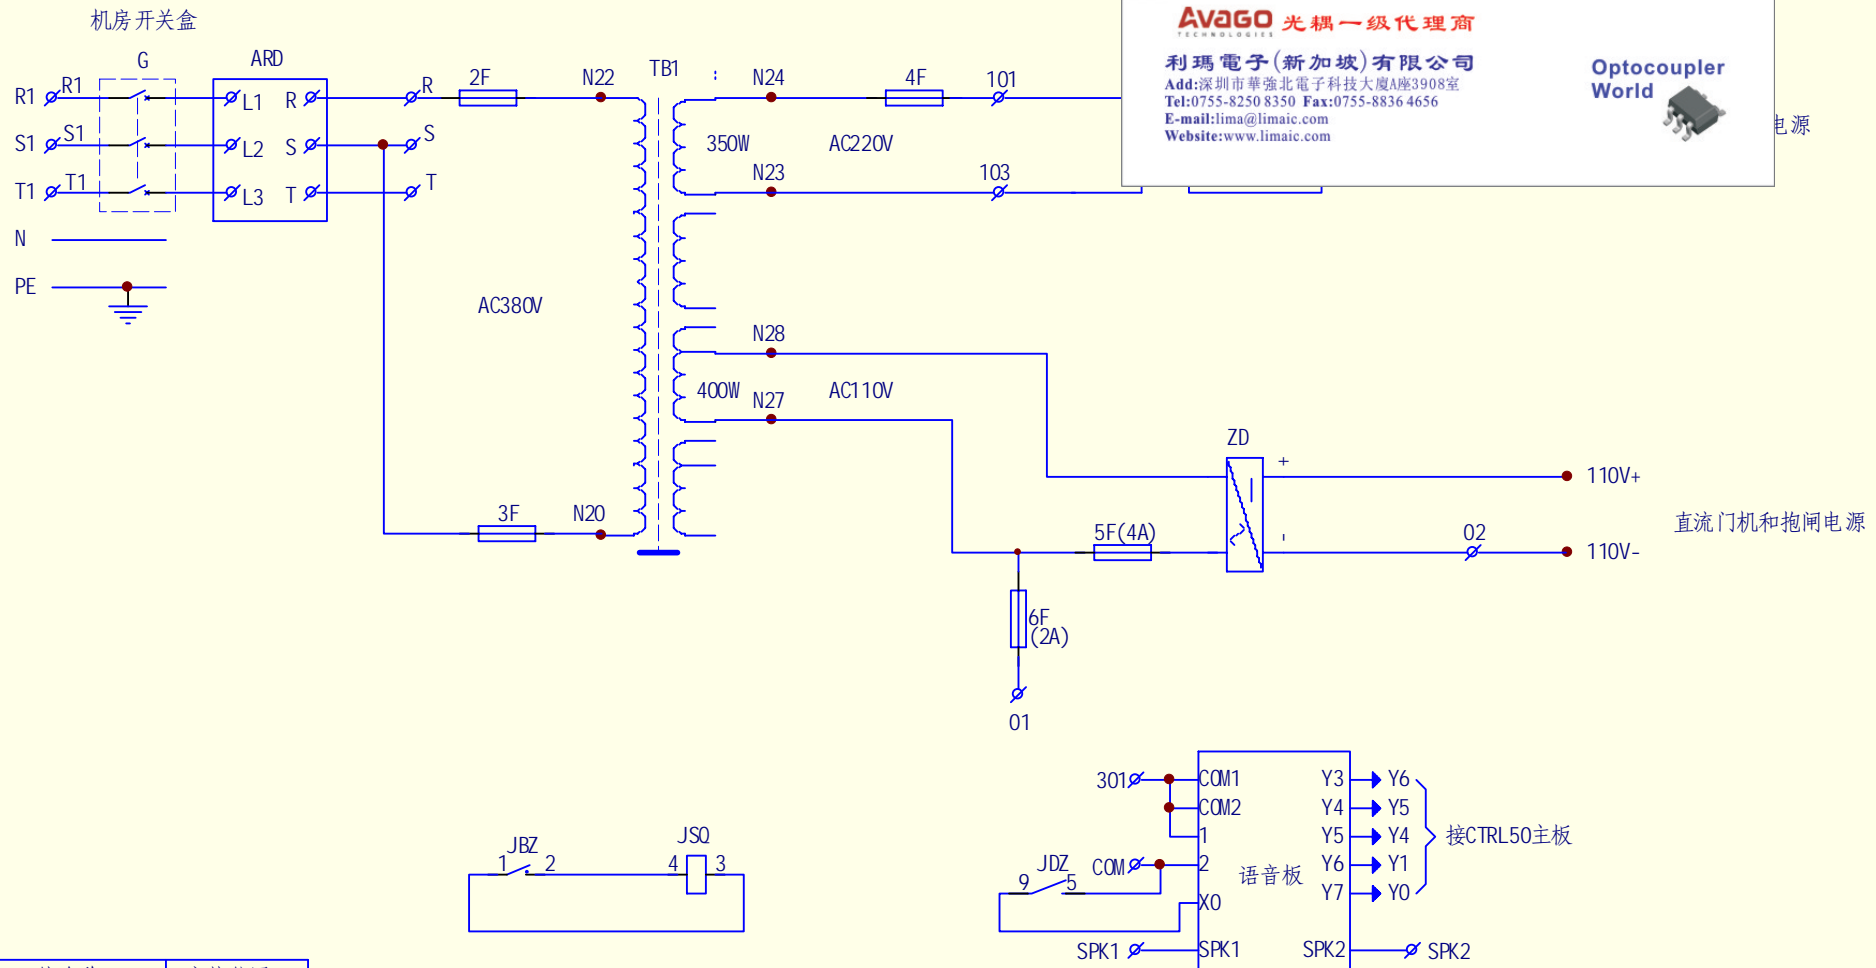 机房开关盒
AVAGO 光耦一级代理商
TECHNOLOGIES
利瑪電子(新加坡)有限公司
Add:深圳市華強北電子科技大廈A座3908室
Tel:0755-8250 8350 Fax:0755-8836 4656
E-mail:lima@limaic.com
Website:www.limaic.com
Optocoupler
World
电源
G
ARD
R1 R1
L1 R
R
2F
N22
TB1
N24
4F
101
S1 S1
L2 S
S
350W
AC220V
T1 T1
L3 T
T
N23
103
N
PE
AC380V
N28
400W
AC110V
N27
ZD
+
110V+
3F
N20
5F(4A)
-
02
110V-
直流门机和抱闸电源
6F
(2A)
01
301
COM1
Y3
Y6
COM2
Y4
Y5
1
Y5
Y4
接CTRL50主板
COM
2
语音板
Y6
Y1
Y7
Y0
JBZ
1 2
JSQ
4 3
JDZ
9 5
X0
SPK1
SPK1
SPK2
SPK2